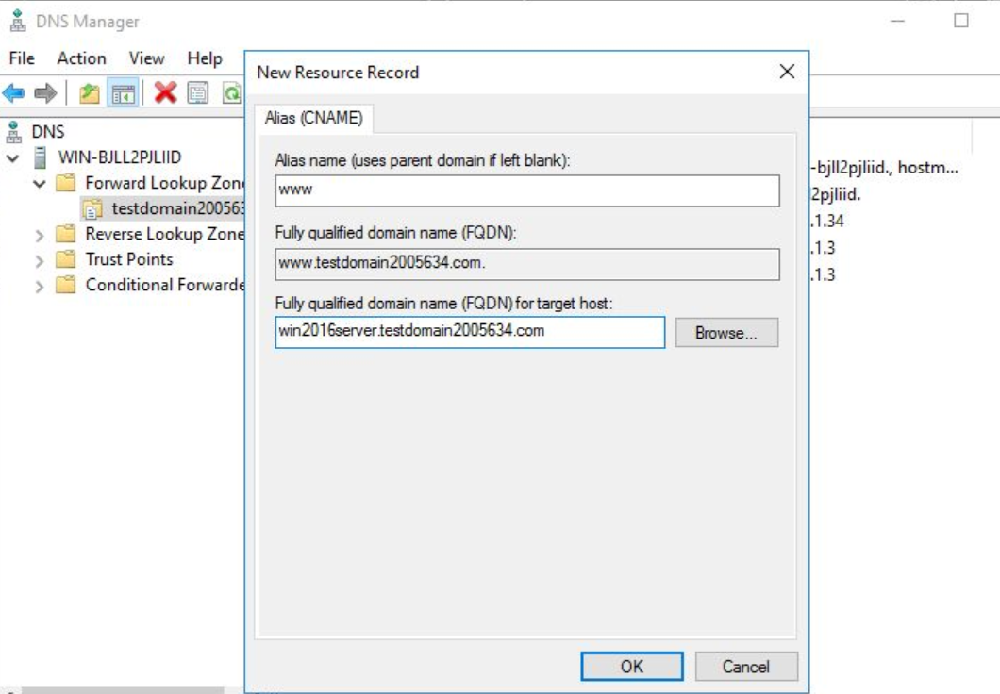 DNS Manager
File Action View Help
DNS
WIN-BJLL2PJLIID
Forward Lookup Zon
testdomain200563
Reverse Lookup Zone
Trust Points
Conditional Forwarde
New Resource Record
Alias (CNAME)
Alias name (uses parent domain if left blank):
www
Fully qualified domain name (FQDN):
www.testdomain2005634.com.
Fully qualified domain name (FQDN) for target host:
win2016server.testdomain2005634.com
Browse...
OK Cancel
-bjll2pjliid., hostm...
2pjliid.
.1.34
.1.3
.1.3